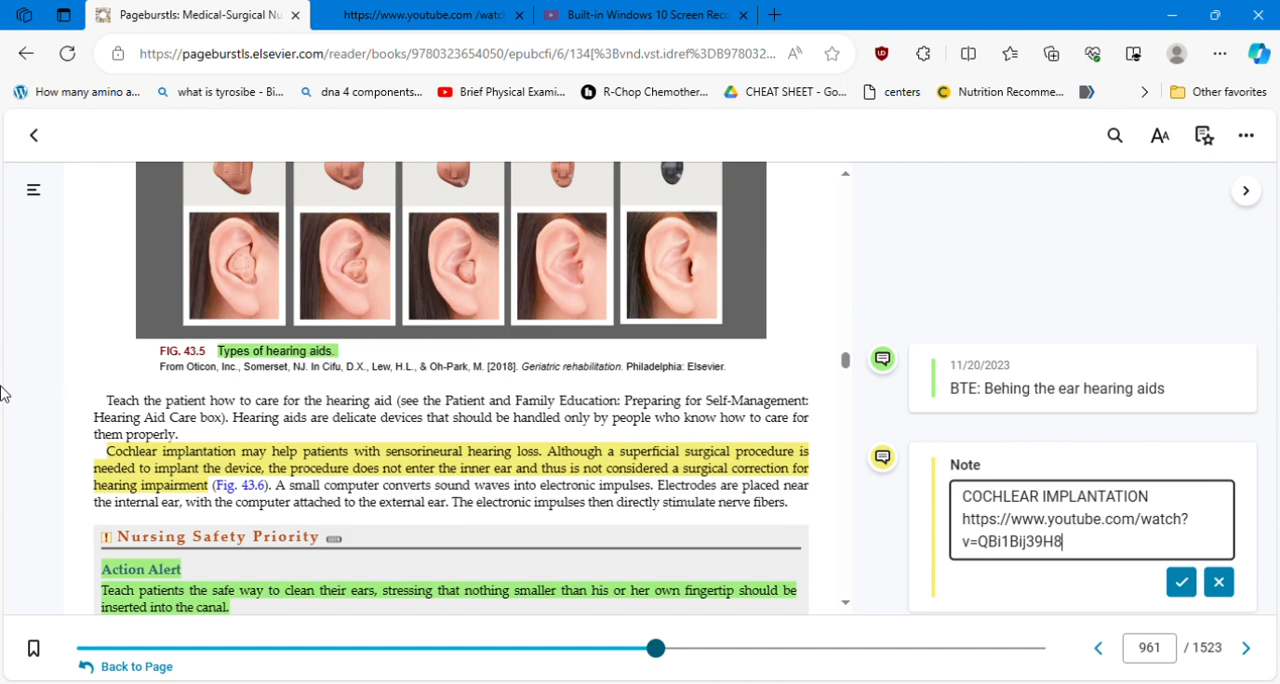 Pageburstls: Medical-Surgical Nu
https://www.youtube.com /watc
Built-in Windows 10 Screen Reco
https://pageburstls.elsevier.com/reader/books/9780323654050/epubcfi/6/134[%3Bvnd.vst.idref%3DB978032...
How many amino a...
what is tyrosibe - Bi...
dna 4 components...
Brief Physical Exami...
R-Chop Chemother...
CHEAT SHEET - Go...
centers
Nutrition Recomme...
Other favorites
FIG. 43.5 Types of hearing aids.
From Oticon, Inc., Somerset, NJ. In Cifu, D.X., Lew, H.L., & Oh-Park, M. [2018]. Geriatric rehabilitation. Philadelphia: Elsevier.
Teach the patient how to care for the hearing aid (see the Patient and Family Education: Preparing for Self-Management:
Hearing Aid Care box). Hearing aids are delicate devices that should be handled only by people who know how to care for
them properly.
Cochlear implantation may help patients with sensorineural hearing loss. Although a superficial surgical procedure is
needed to implant the device, the procedure does not enter the inner ear and thus is not considered a surgical correction for
hearing impairment (Fig. 43.6). A small computer converts sound waves into electronic impulses. Electrodes are placed near
the internal ear, with the computer attached to the external ear. The electronic impulses then directly stimulate nerve fibers.
! Nursing Safety Priority
Action Alert
Teach patients the safe way to clean their ears, stressing that nothing smaller than his or her own fingertip should be
inserted into the canal.
11/20/2023
BTE: Behing the ear hearing aids
Note
COCHLEAR IMPLANTATION
https://www.youtube.com/watch?
v=QBi1Bij39H8
Back to Page
961 / 1523